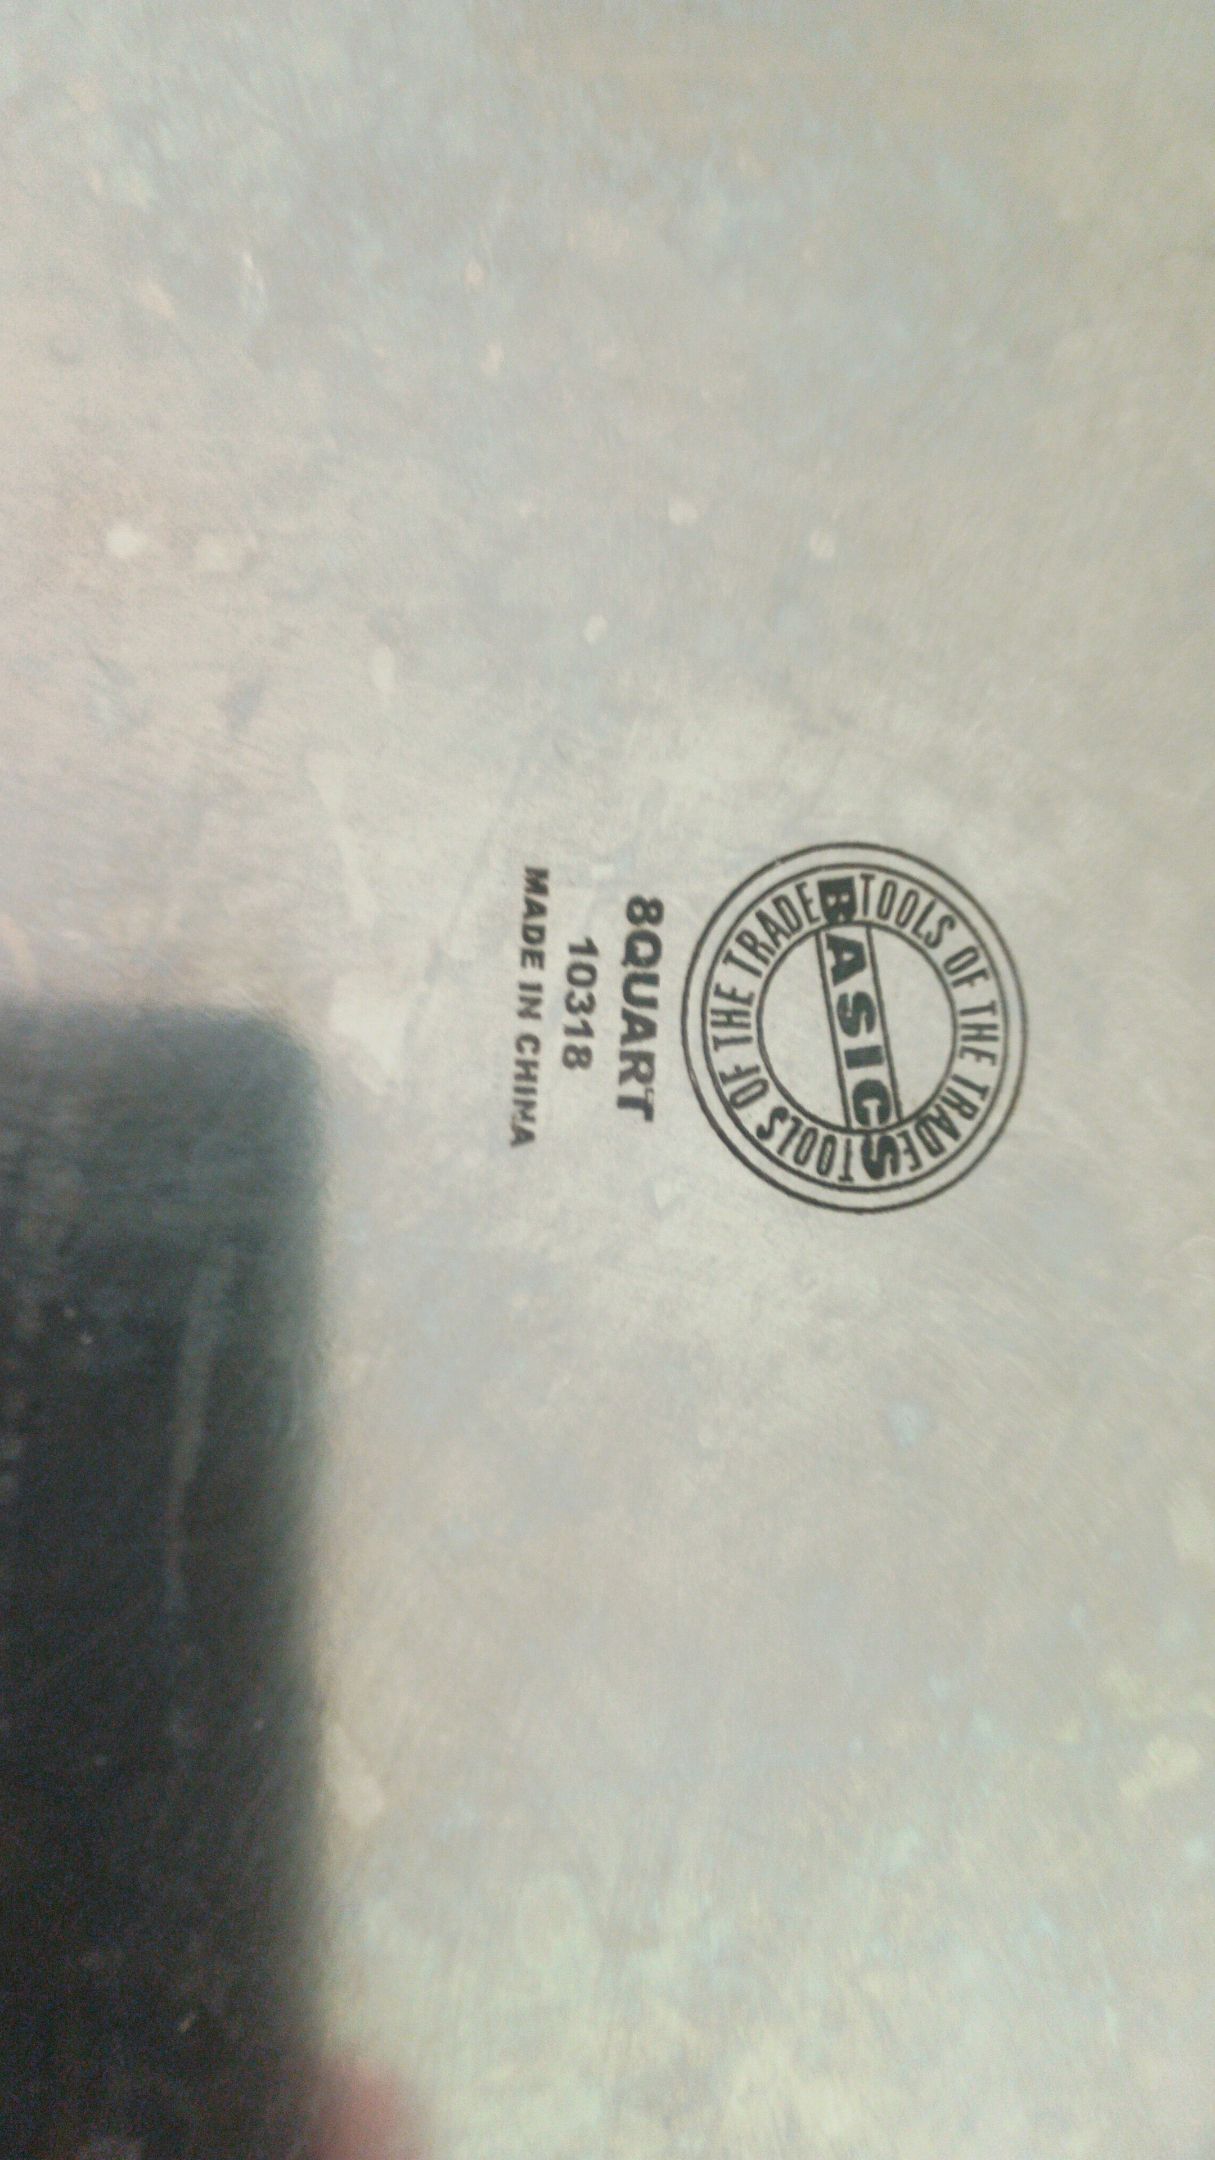 TOOLS OF THE TRADE
BASICS
TOOLS OF THE TRADE
8QUART
10318
MADE IN CHINA